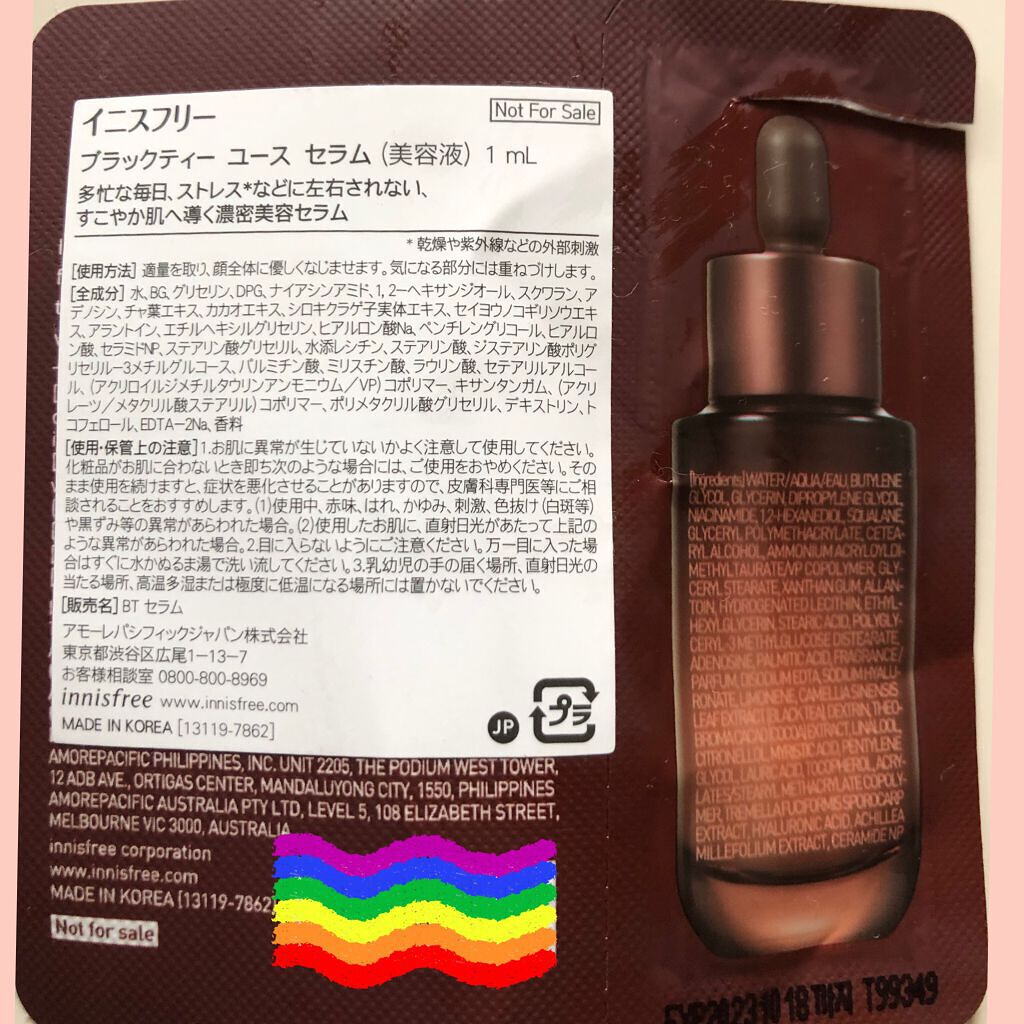 イニスフリー
Not For Sale
ブラックティー ユース セラム (美容液) 1 mL
多忙な毎日、ストレス*などに左右されない、
すこやか肌へ導く濃密美容セラム
* 乾燥や紫外線などの外部刺激
[使用方法] 適量を取り、顔全体に優しくなじませます。気になる部分には重ねづけします。
[全成分] 水、BG、グリセリン、DPG、ナイアシンアミド、1, 2ーヘキサンジオール、スクワラン、ア
デノシン、チャ葉エキス、カカオエキス、シロキクラゲ子実体エキス、セイヨウノコギリソウエキ
ス、アラントイン、エチルヘキシルグリセリン、ヒアルロン酸Na、ペンチレングリコール、ヒアルロ
ン酸、セラミドNP、ステアリン酸グリセリル、水添レシチン、ステアリン酸、ジステアリン酸ポリグ
リセリルー3メチルグルコース、パルミチン酸、ミリスチン酸、ラウリン酸、セテアリルアルコー
ル、(アクリロイルジメチルタウリンアンモニウム/VP) コポリマー、キサンタンガム、(アクリ
レーツ/メタクリル酸ステアリル) コポリマー、ポリメタクリル酸グリセリル、デキストリン、ト
コフェロール、EDTAー2Na、香料
[使用・保管上の注意] 1.お肌に異常が生じていないかよく注意して使用してください。
化粧品がお肌に合わないとき即ち次のような場合には、ご使用をおやめください。その
まま使用を続けますと、症状を悪化させることがありますので、皮膚科専門医等にご相
談されることをおすすめします。(1)使用中、赤味、はれ、かゆみ、刺激、色抜け(白斑等)
や黒ずみ等の異常があらわれた場合。(2)使用したお肌に、直射日光があたって上記の
ような異常があらわれた場合。2.目に入らないようにご注意ください。万一目に入った場
合はすぐに水かぬるま湯で洗い流してください。3.乳幼児の手の届く場所、直射日光の
当たる場所、高温多湿または極度に低温になる場所には置かないでください。
[販売名] BT セラム
アモーレパシフィックジャパン株式会社
東京都渋谷区広尾1ー13ー7
お客様相談室 0800-800-8969
innisfree www.innisfree.com
MADE IN KOREA [13119-7862]
JP
プラ
AMOREPACIFIC PHILIPPINES, INC. UNIT 2205, THE PODIUM WEST TOWER,
12 ADB AVE., ORTIGAS CENTER, MANDALUYONG CITY, 1550, PHILIPPINES
AMOREPACIFIC AUSTRALIA PTY LTD, LEVEL 5, 108 ELIZABETH STREET,
MELBOURNE VIC 3000, AUSTRALIA
innisfree corporation
www.innisfree.com
MADE IN KOREA [13119-7862]
Not for sale
[Ingredients] WATER/AQUA/EAU, BUTYLENE
GLYCOL, GLYCERIN, DIPROPYLENE GLYCOL,
NIACINAMIDE, 1,2-HEXANEDIOL, SQUALANE,
GLYCERYL POLYMETHACRYLATE, CETEA-
RYL ALCOHOL, AMMONIUM ACRYLOYLDI-
METHYLTAURATE/VP COPOLYMER, GLY-
CERYL STEARATE, XANTHAN GUM, ALLAN-
TOIN, HYDROGENATED LECITHIN, ETHYL-
HEXYLGLYCERIN, STEARIC ACID, POLYGLY-
CERYL-3 METHYLGLUCOSE DISTEARATE,
ADENOSINE, PALMITIC ACID, FRAGRANCE/
PARFUM, DISODIUM EDTA, SODIUM HYALU-
RONATE, LIMONENE, CAMELLIA SINENSIS
LEAF EXTRACT (BLACK TEA), DEXTRIN, THEO-
BROMA CACAO (COCOA) EXTRACT, LINALOOL,
CITRONELLOL, MYRISTIC ACID, PENTYLENE
GLYCOL, LAURIC ACID, TOCOPHEROL, ACRY-
LATES/STEARYL METHACRYLATE COPOLY-
MER, TREMELLA FUCIFORMIS SPOROCARP
EXTRACT, HYALURONIC ACID, ACHILLEA
MILLEFOLIUM EXTRACT, CERAMIDE NP
EXP20231018까지 T99349